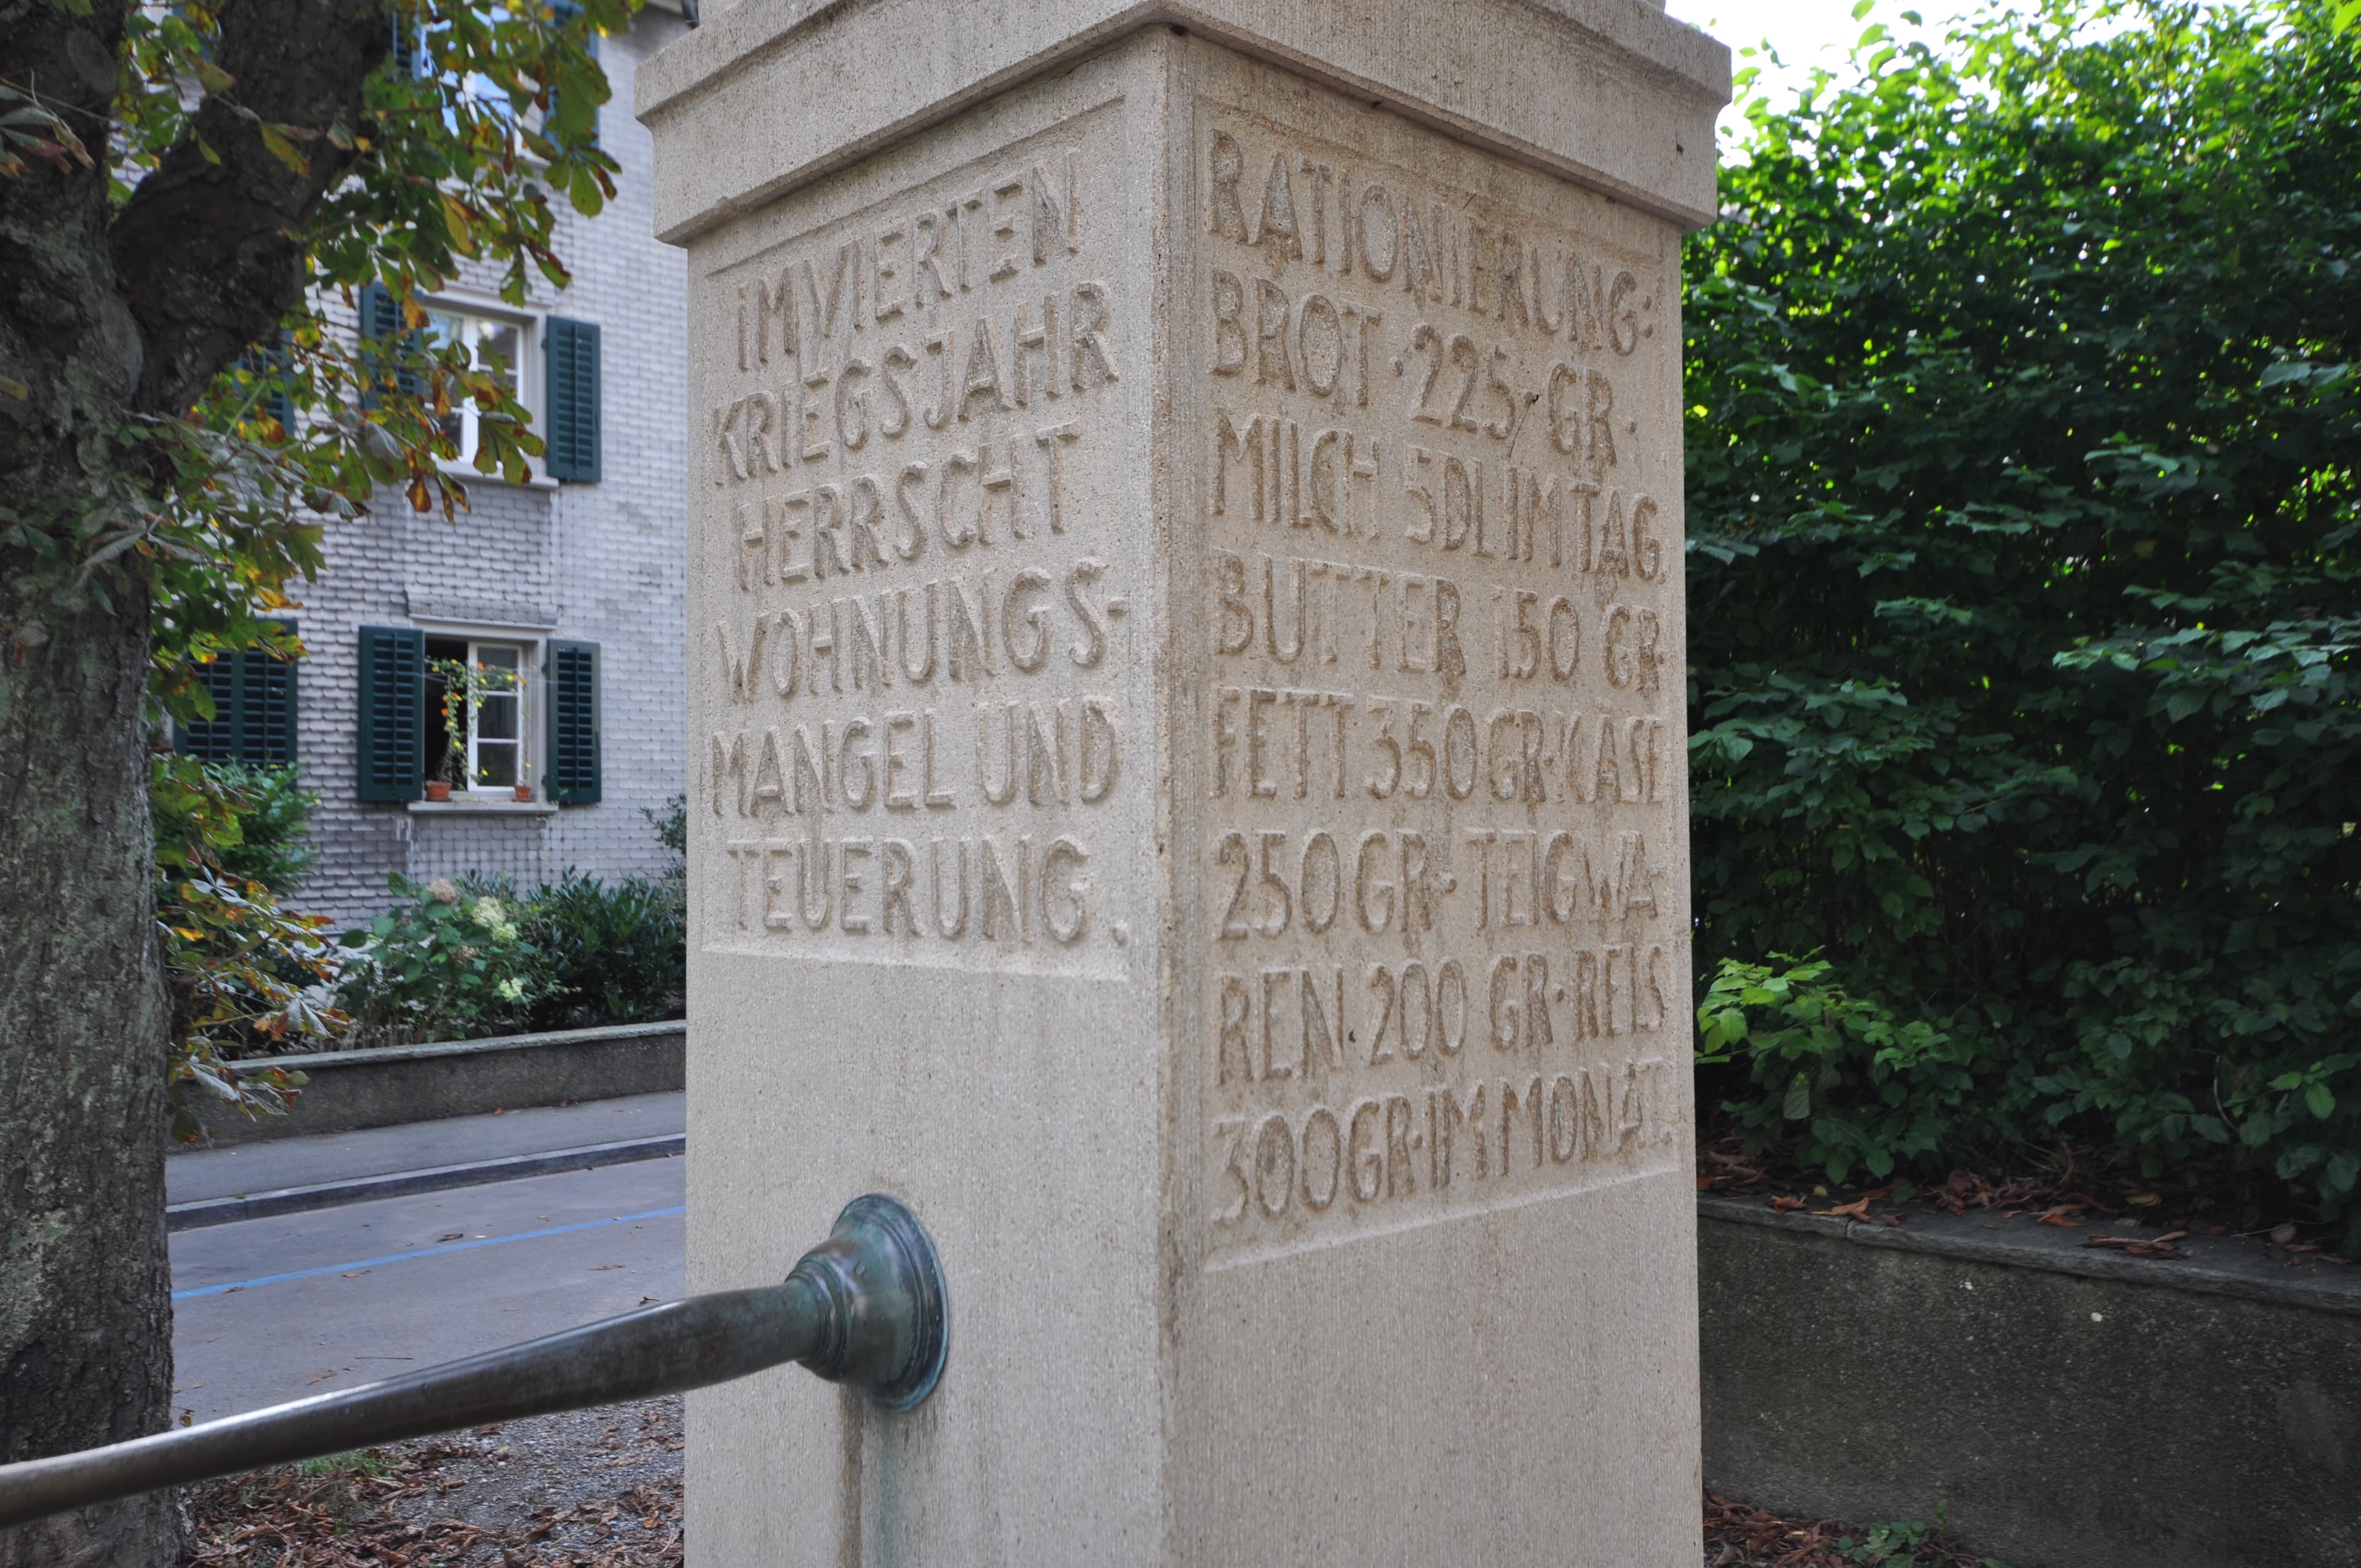 IM VIERTEN
KRIEGSJAHR
HERRSCHT
WOHNUNGS-
MANGEL UND
TEUERUNG.
RATIONIERUNG:
BROT · 225 GR·
MILCH 5 DL IM TAG.
BUTTER 150 GR·
FETT 350 GR·KÄSE
250 GR· TEIGWA-
REN·200 GR·REIS
300 GR·IM MONAT.